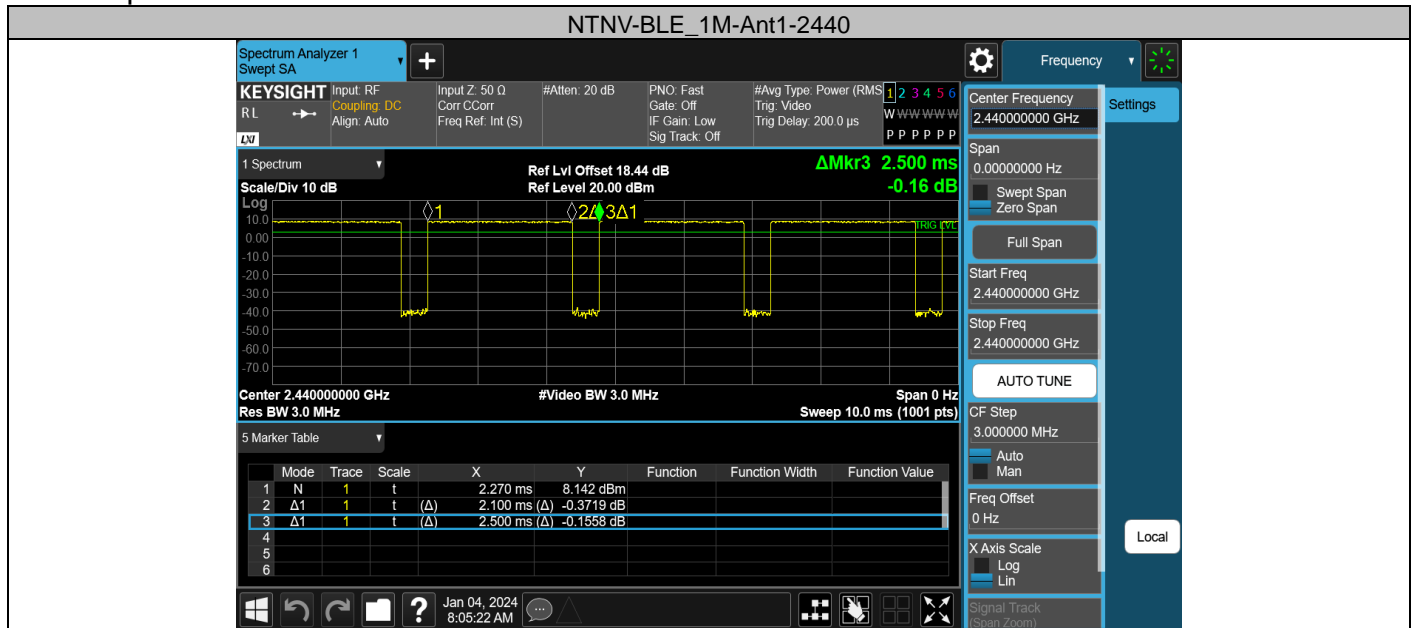 NTNV-BLE_1M-Ant1-2440
Spectrum Analyzer 1
Swept SA
Frequency
KEYSIGHT
R L
LXI
Input: RF
Coupling: DC
Align: Auto
Input Z: 50 Ω
Corr CCorr
Freq Ref: Int (S)
#Atten: 20 dB
PNO: Fast
Gate: Off
IF Gain: Low
Sig Track: Off
#Avg Type: Power (RMS
Trig: Video
Trig Delay: 200.0 µs
1 2 3 4 5 6
W W W W W W
P P P P P P
Center Frequency
2.440000000 GHz
Settings
Span
0.00000000 Hz
Swept Span
Zero Span
Full Span
Start Freq
2.440000000 GHz
Stop Freq
2.440000000 GHz
AUTO TUNE
CF Step
3.000000 MHz
Auto
Man
Freq Offset
0 Hz
X Axis Scale
Log
Lin
Signal Track
(Span Zoom)
Local
1 Spectrum
Scale/Div 10 dB
Ref Lvl Offset 18.44 dB
Ref Level 20.00 dBm
ΔMkr3 2.500 ms
-0.16 dB
Log
1
2Δ 3Δ1
TRIG LVL
10.0
0.00
-10.0
-20.0
-30.0
-40.0
-50.0
-60.0
-70.0
Center 2.440000000 GHz
#Video BW 3.0 MHz
Span 0 Hz
Res BW 3.0 MHz
Sweep 10.0 ms (1001 pts)
5 Marker Table
Mode Trace Scale X Y Function Function Width Function Value
1 N 1 t 2.270 ms 8.142 dBm
2 Δ1 1 t (Δ) 2.100 ms (Δ) -0.3719 dB
3 Δ1 1 t (Δ) 2.500 ms (Δ) -0.1558 dB
4
5
6
?
Jan 04, 2024
8:05:22 AM